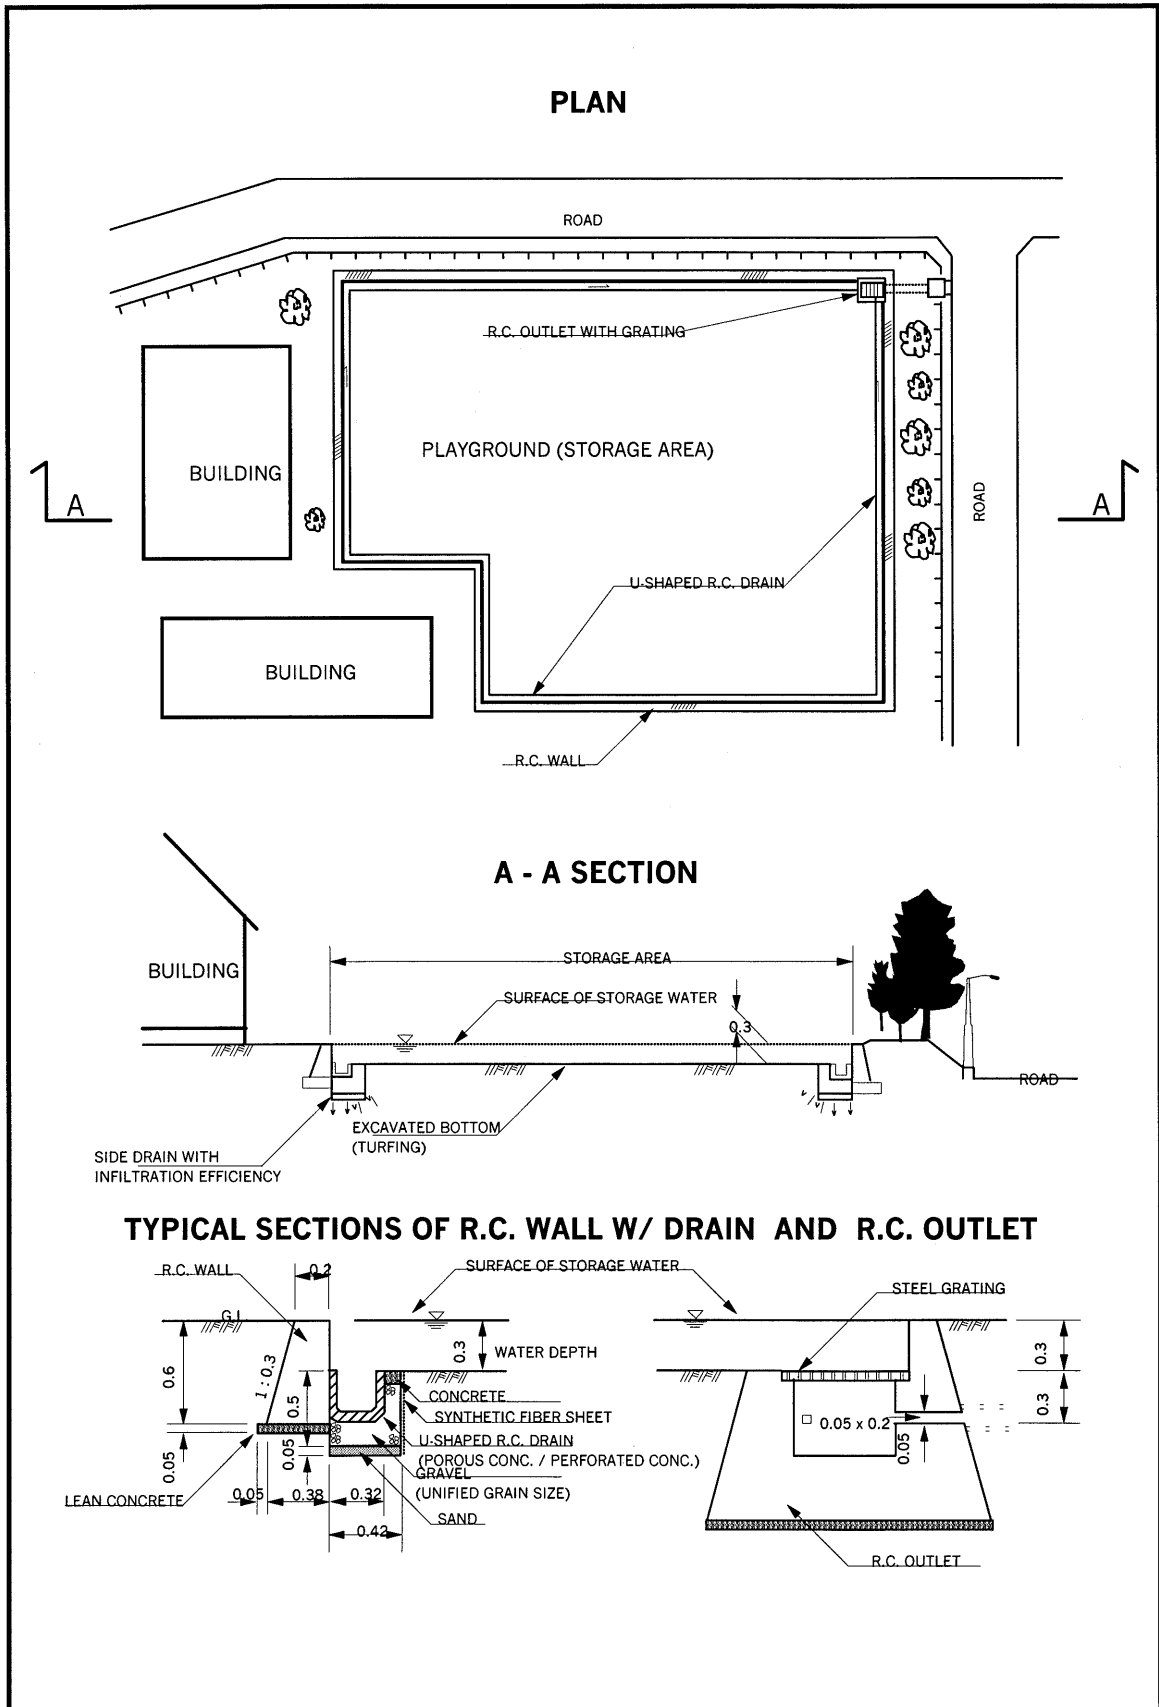 PLAN
ROAD
R.C. OUTLET WITH GRATING
PLAYGROUND (STORAGE AREA)
BUILDING
A
A
ROAD
U-SHAPED R.C. DRAIN
BUILDING
R.C. WALL
A - A SECTION
STORAGE AREA
BUILDING
SURFACE OF STORAGE WATER
0.3
ROAD
EXCAVATED BOTTOM
(TURFING)
SIDE DRAIN WITH
INFILTRATION EFFICIENCY
TYPICAL SECTIONS OF R.C. WALL W/ DRAIN AND R.C. OUTLET
R.C. WALL
0.2
SURFACE OF STORAGE WATER
STEEL GRATING
G.L
0.6
1 : 0.3
0.5
0.3
WATER DEPTH
0.3
0.3
CONCRETE
SYNTHETIC FIBER SHEET
U-SHAPED R.C. DRAIN
(POROUS CONC. / PERFORATED CONC.)
GRAVEL
(UNIFIED GRAIN SIZE)
SAND
0.05
0.05
LEAN CONCRETE
0.05
0.38
0.32
0.42
0.05 x 0.2
0.05
R.C. OUTLET